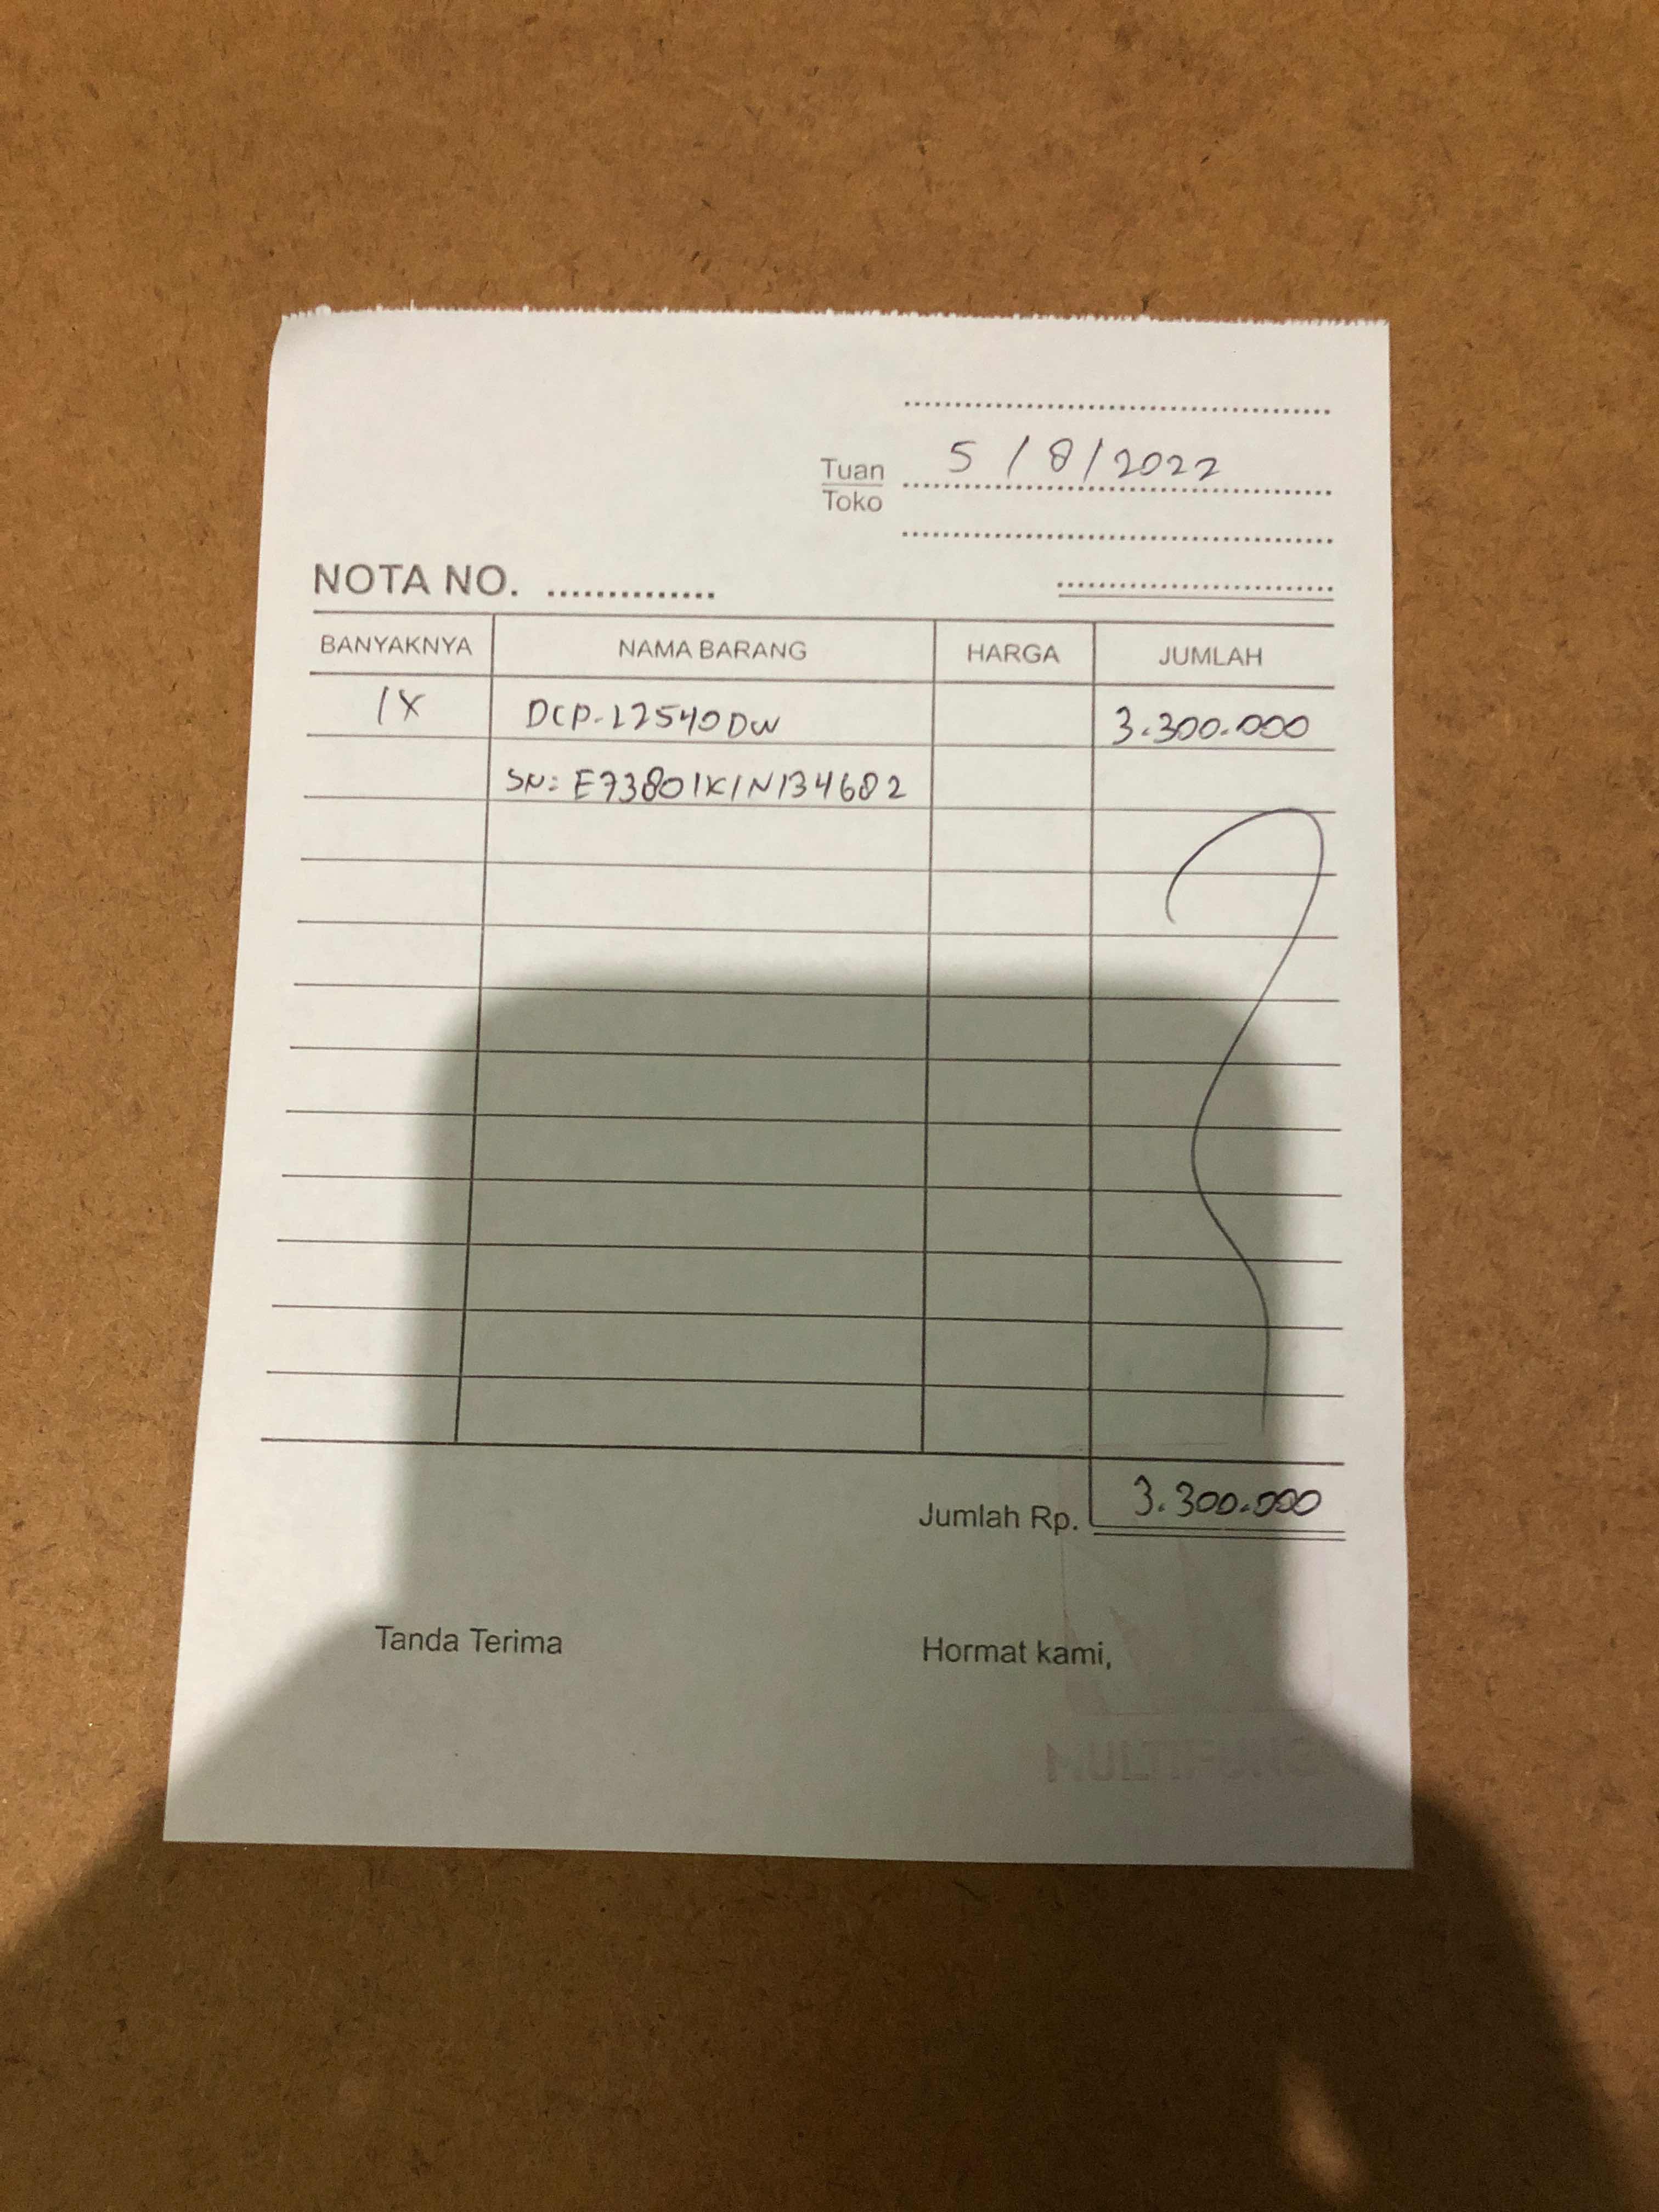 5/8/2022
Tuan
Toko
NOTA NO.
BANYAKNYA NAMA BARANG HARGA JUMLAH
1X DCP-L2540DW 3.300.000
SN: E73801K1N134682
Jumlah Rp. 3.300.000
Tanda Terima Hormat kami,